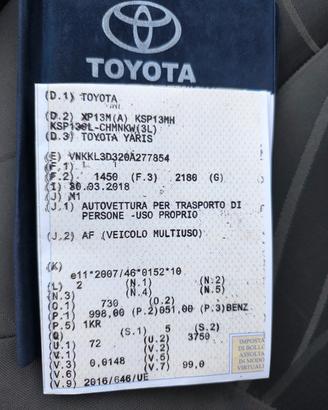 TOYOTA
(D.1) TOYOTA
(D.2) XP13M(A) KSP13MH
KSP13OL-CHMNKW(3L)
(D.3) TOYOTA YARIS
(E) VNKKL3D320A277854
(F.1)
(F.2) 1450 (F.3) 2180 (G)
(I) 30.03.2018
(J) M1
(J.1) AUTOVETTURA PER TRASPORTO DI
PERSONE -USO PROPRIO
(J.2) AF (VEICOLO MULTIUSO)
(K)
e11*2007/46*0152*10
(L) 2 (N.2)
(N.3) (N.4) (N.5)
(O.1) 730 (O.2)
(P.1) 998,00 (P.2)051,00 (P.3)BENZ
(P.5) 1KR
(Q) (S.1) 5 (S.2)
(U.1) 72 (U.2) 3750
(V.1) (V.2)
(V.3) 0,0148 (V.5)
(V.6) (V.7) 99,0
(V.9) 2016/646/UE
IMPOSTA
DI BOLLO
ASSOLTA
IN MODO
VIRTUALE